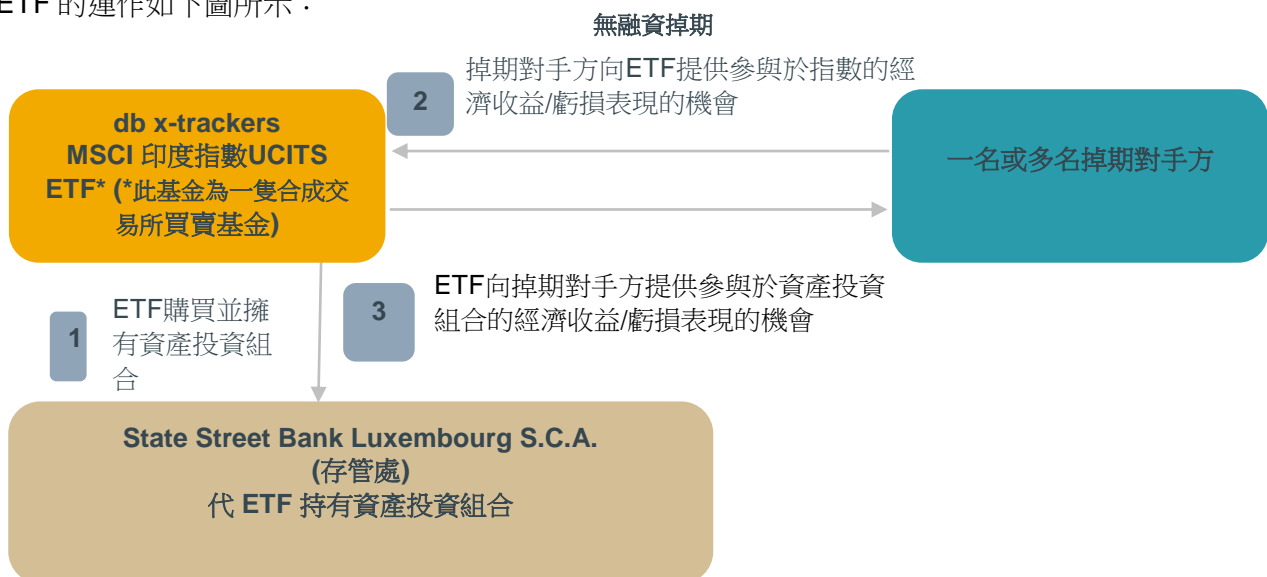 ETF 的運作如下圖所示：
無融資掉期
2
掉期對手方向ETF提供參與於指數的經
濟收益/虧損表現的機會
db x-trackers
MSCI 印度指數UCITS
ETF* (*此基金為一隻合成交
易所買賣基金)
一名或多名掉期對手方
1
ETF購買並擁
有資產投資組
合
3
ETF向掉期對手方提供參與於資產投資
組合的經濟收益/虧損表現的機會
State Street Bank Luxembourg S.C.A.
(存管處)
代 ETF 持有資產投資組合